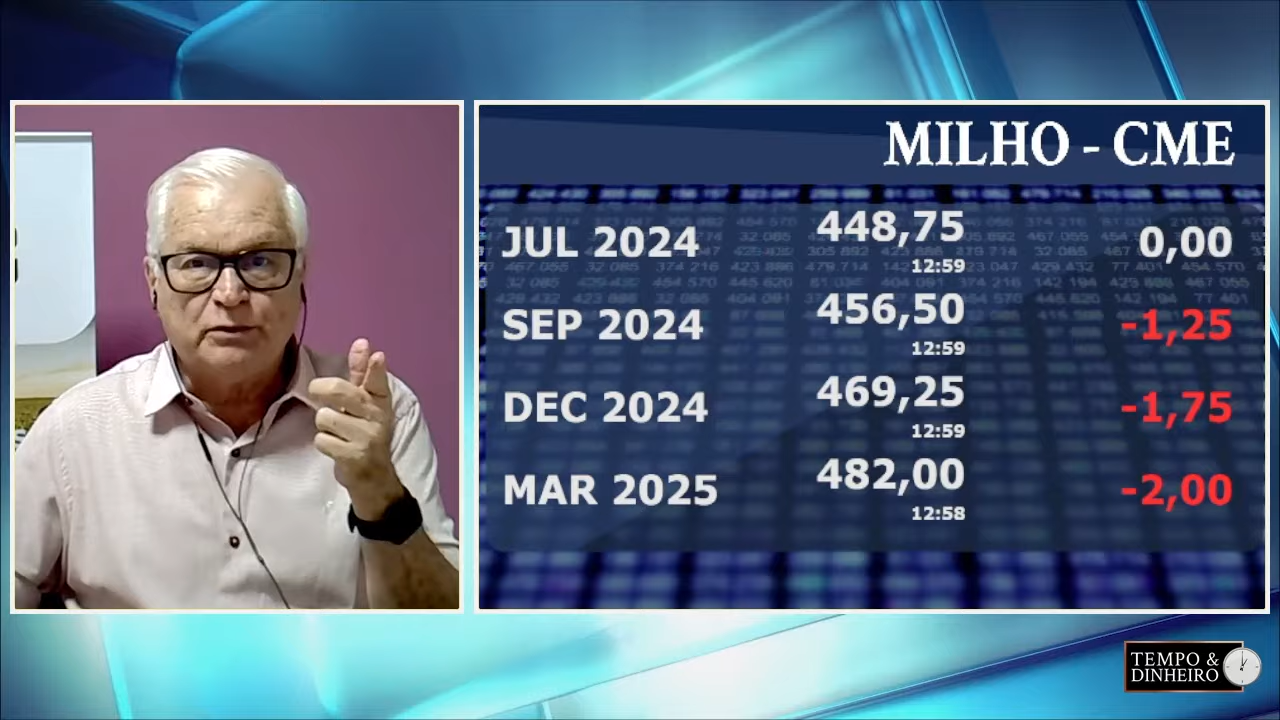 MILHO - CME
JUL 2024 448,75 0,00
12:59
SEP 2024 456,50 -1,25
12:59
DEC 2024 469,25 -1,75
12:59
MAR 2025 482,00 -2,00
12:58
TEMPO &
DINHEIRO